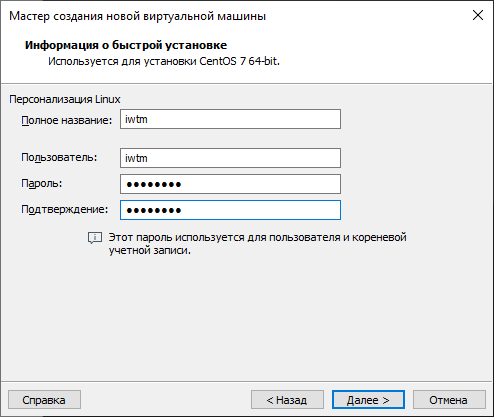 Мастер создания новой виртуальной машины
Информация о быстрой установке
Используется для установки CentOS 7 64-bit.
Персонализация Linux
Полное название: iwtm
Пользователь: iwtm
Пароль: ●●●●●●●●
Подтверждение: ●●●●●●●●
Этот пароль используется для пользователя и кореневой
учетной записи.
Справка < Назад Далее > Отмена